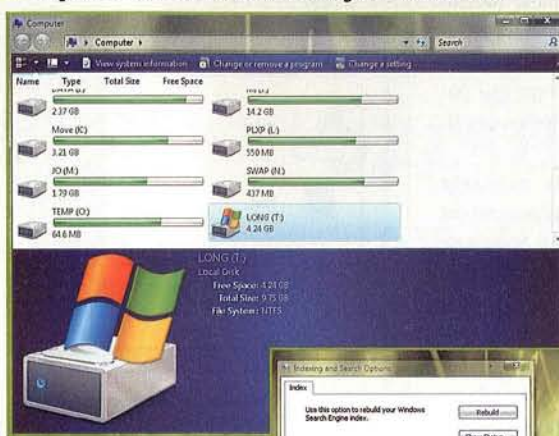 Computer
Computer
Search
View system information Change or remove a program Change a setting
Name Type Total Size Free Space
2.37 GB
14.2 GB
Move (K:)
PLXP (L:)
3.21 GB
550 MB
JO (M:)
SWAP (N:)
1.79 GB
437 MB
TEMP (O:)
LONG (T:)
64.6 MB
4.24 GB
LONG (T:)
Local Disk
Free Space: 4.24 GB
Total Size: 9.75 GB
File System: NTFS
Indexing and Search Options
Index
Use this option to rebuild your Windows
Search Engine index.
Rebuild